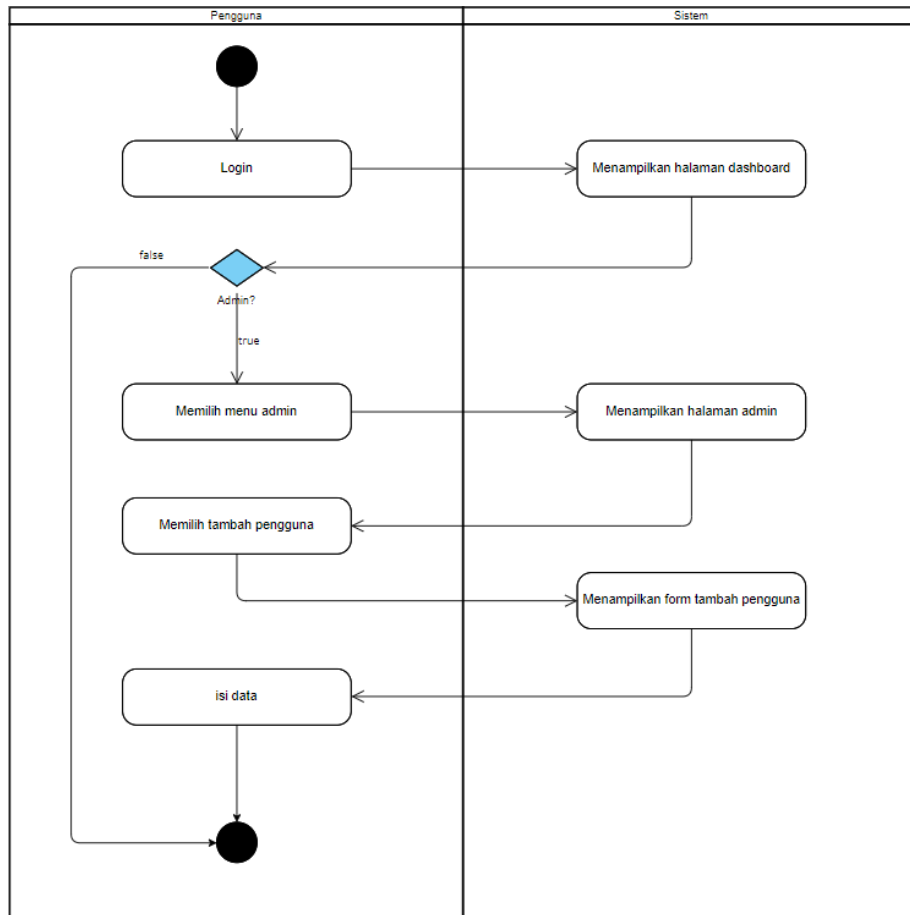 Pengguna
Sistem
Login
Menampilkan halaman dashboard
false
Admin?
true
Memilih menu admin
Menampilkan halaman admin
Memilih tambah pengguna
Menampilkan form tambah pengguna
isi data